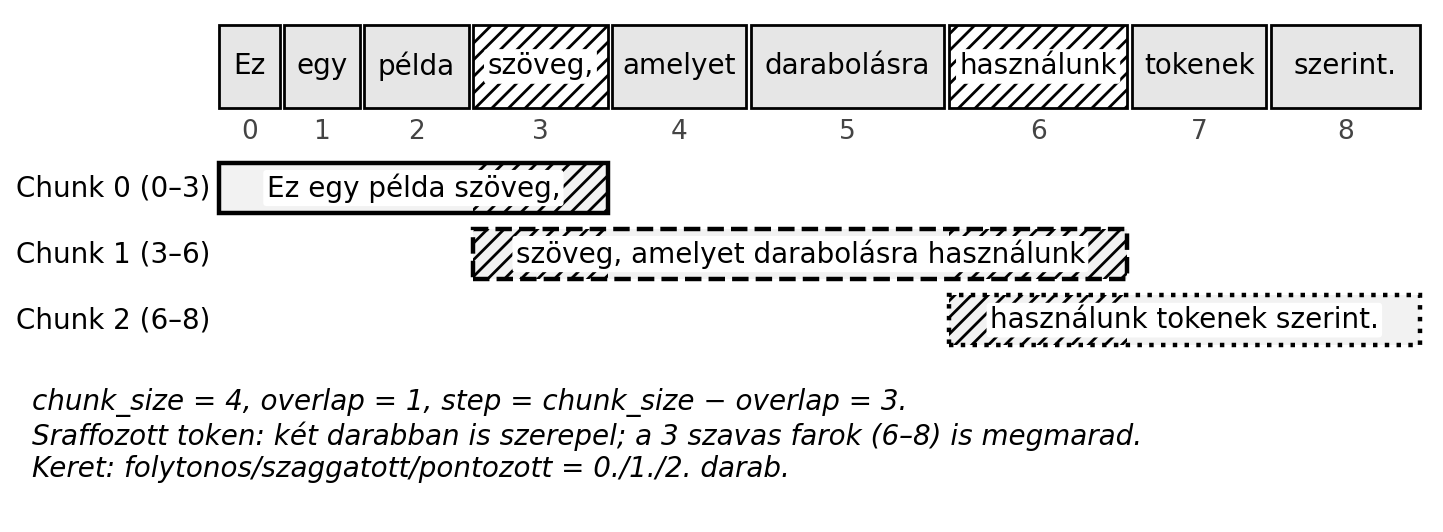 Ez egy példa szöveg, amelyet darabolásra használunk tokenek szerint.
0 1 2 3 4 5 6 7 8
Chunk 0 (0–3) Ez egy példa szöveg,
Chunk 1 (3–6) szöveg, amelyet darabolásra használunk
Chunk 2 (6–8) használunk tokenek szerint.
chunk_size = 4, overlap = 1, step = chunk_size − overlap = 3.
Sraffozott token: két darabban is szerepel; a 3 szavas farok (6–8) is megmarad.
Keret: folytonos/szaggatott/pontozott = 0./1./2. darab.